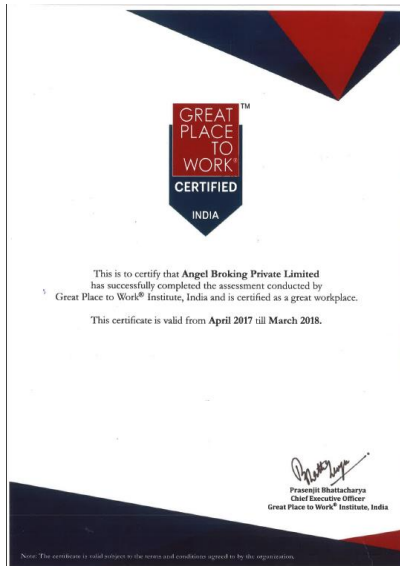 GREAT
PLACE
TO
WORK®
TM
CERTIFIED
INDIA
This is to certify that Angel Broking Private Limited
has successfully completed the assessment conducted by
Great Place to Work® Institute, India and is certified as a great workplace.
This certificate is valid from April 2017 till March 2018.
Prasenjit Bhattacharya
Chief Executive Officer
Great Place to Work® Institute, India
Note: The certificate is valid subject to the terms and conditions agreed to by the organization.